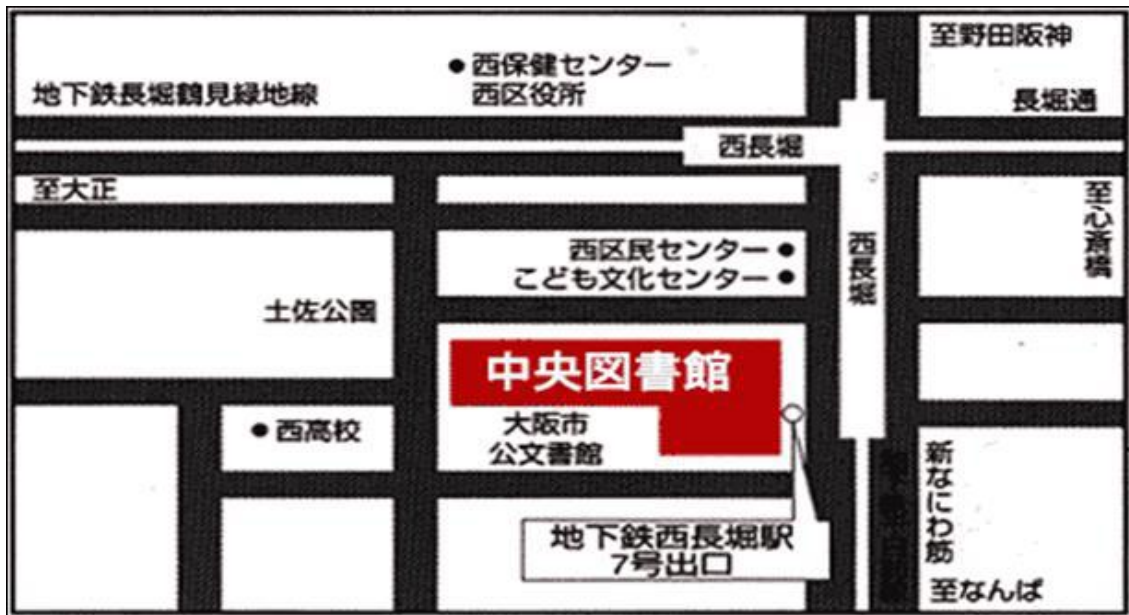 至野田阪神
●西保健センター
西区役所
地下鉄長堀鶴見緑地線
長堀通
西長堀
至大正
至心斎橋
西区民センター●
こども文化センター●
西長堀
土佐公園
中央図書館
●西高校
大阪市
公文書館
新なにわ筋
地下鉄西長堀駅
7号出口
至なんば